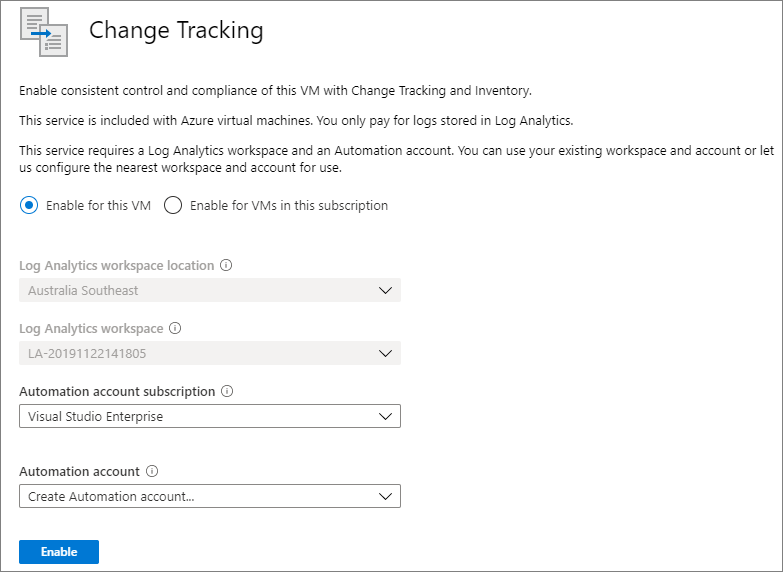 Change Tracking
Enable consistent control and compliance of this VM with Change Tracking and Inventory.
This service is included with Azure virtual machines. You only pay for logs stored in Log Analytics.
This service requires a Log Analytics workspace and an Automation account. You can use your existing workspace and account or let
us configure the nearest workspace and account for use.
Enable for this VM Enable for VMs in this subscription
Log Analytics workspace location
Australia Southeast
Log Analytics workspace
LA-20191122141805
Automation account subscription
Visual Studio Enterprise
Automation account
Create Automation account...
Enable